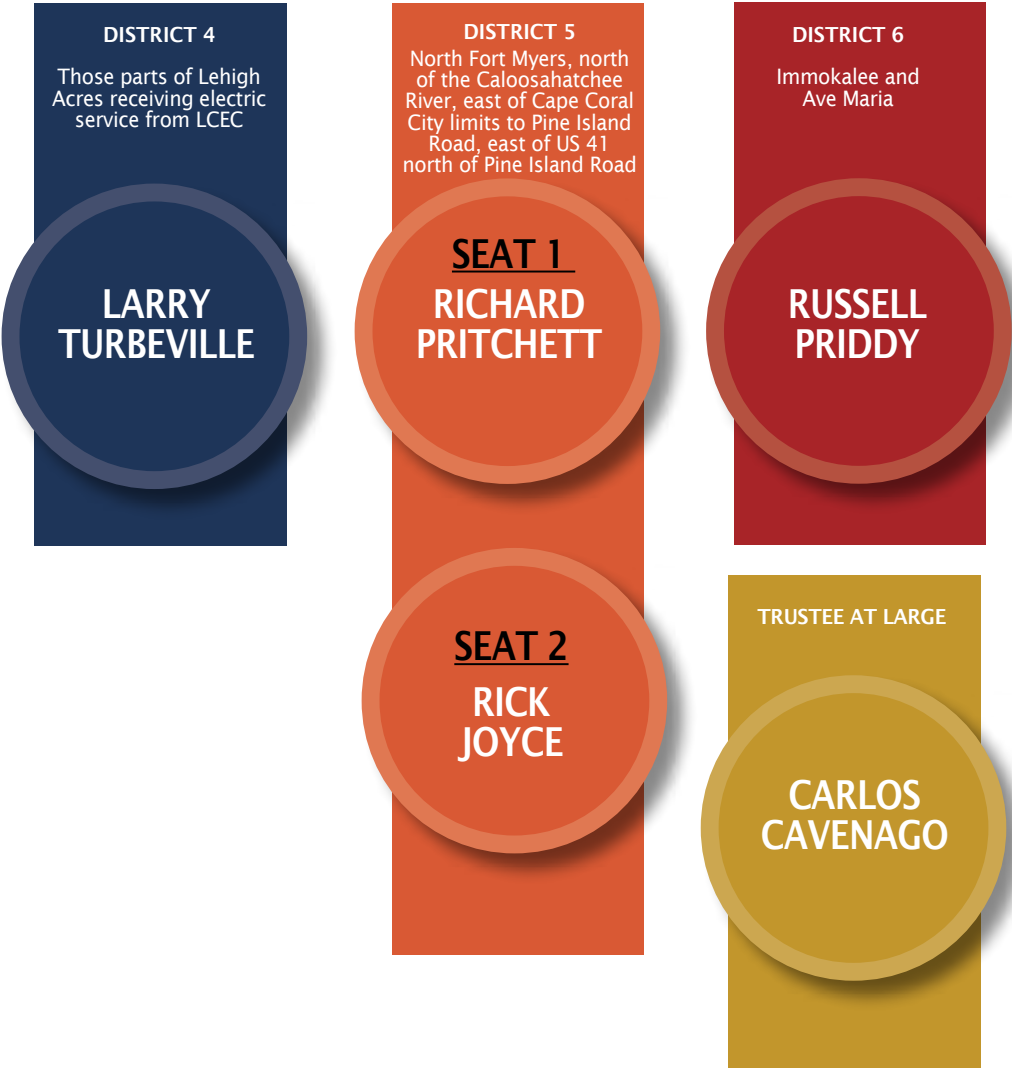 DISTRICT 4
Those parts of Lehigh
Acres receiving electric
service from LCEC
LARRY
TURBEVILLE
DISTRICT 5
North Fort Myers, north
of the Caloosahatchee
River, east of Cape Coral
City limits to Pine Island
Road, east of US 41
north of Pine Island Road
SEAT 1
RICHARD
PRITCHETT
SEAT 2
RICK
JOYCE
DISTRICT 6
Immokalee and
Ave Maria
RUSSELL
PRIDDY
TRUSTEE AT LARGE
CARLOS
CAVENAGO